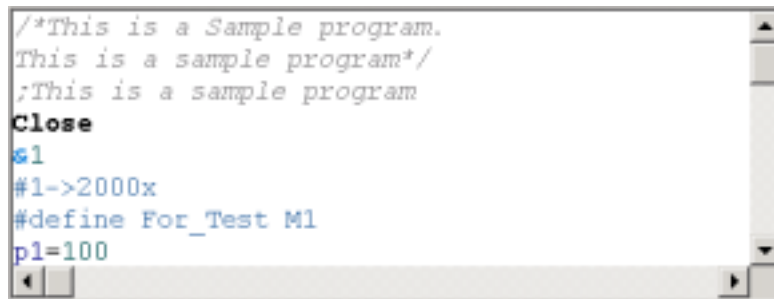 /*This is a Sample program.
This is a sample program*/
;This is a sample program
Close
&1
#1->2000x
#define For_Test M1
p1=100